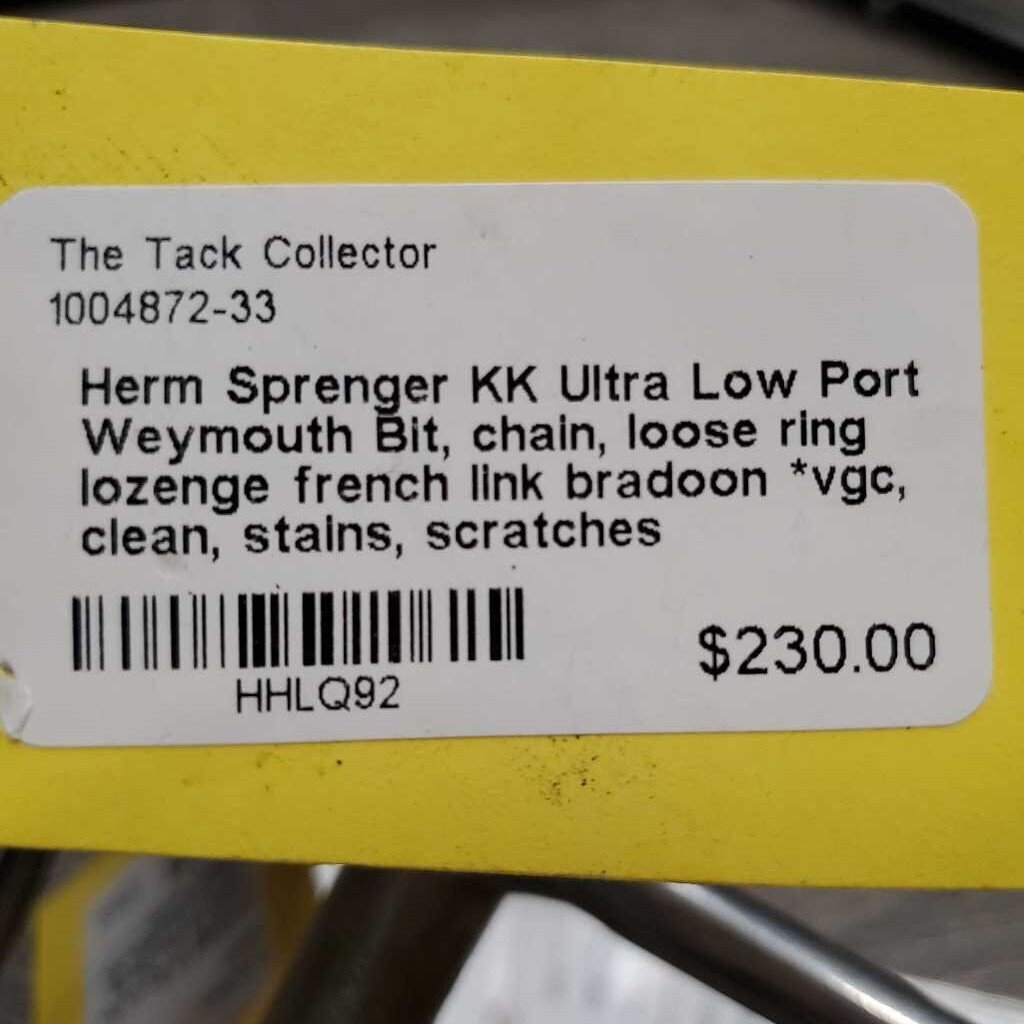 The Tack Collector
1004872-33
Herm Sprenger KK Ultra Low Port
Weymouth Bit, chain, loose ring
lozenge french link bradoon *vgc,
clean, stains, scratches
HHLQ92
$230.00